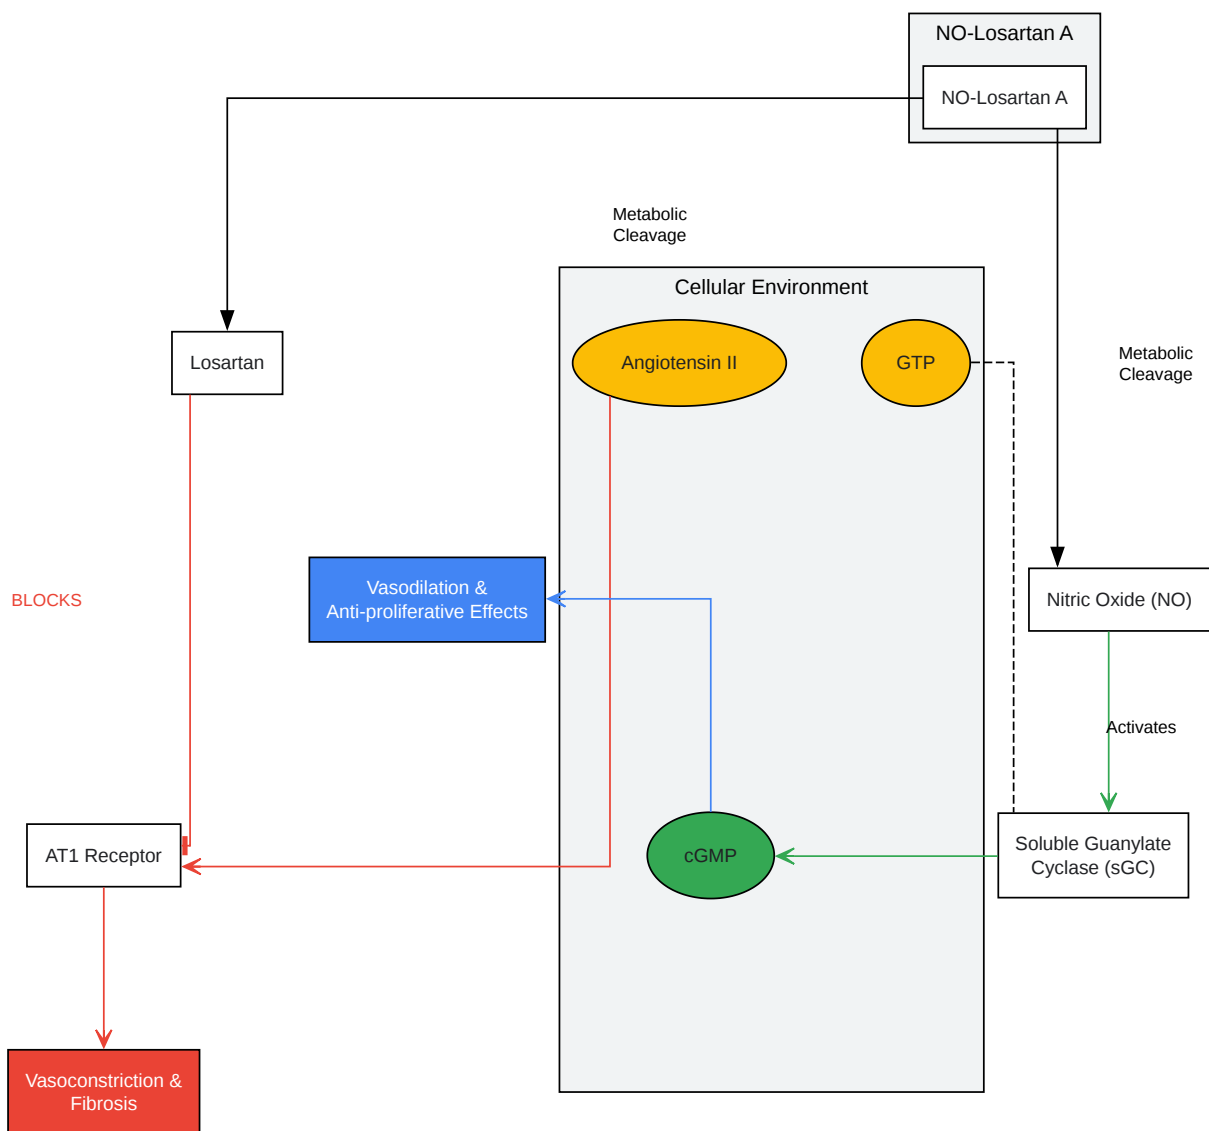 NO-Losartan A
NO-Losartan A
Metabolic
Cleavage
Cellular Environment
Losartan
Angiotensin II
GTP
Metabolic
Cleavage
Vasodilation &
Anti-proliferative Effects
BLOCKS
Nitric Oxide (NO)
Activates
AT1 Receptor
cGMP
Soluble Guanylate
Cyclase (sGC)
Vasoconstriction &
Fibrosis